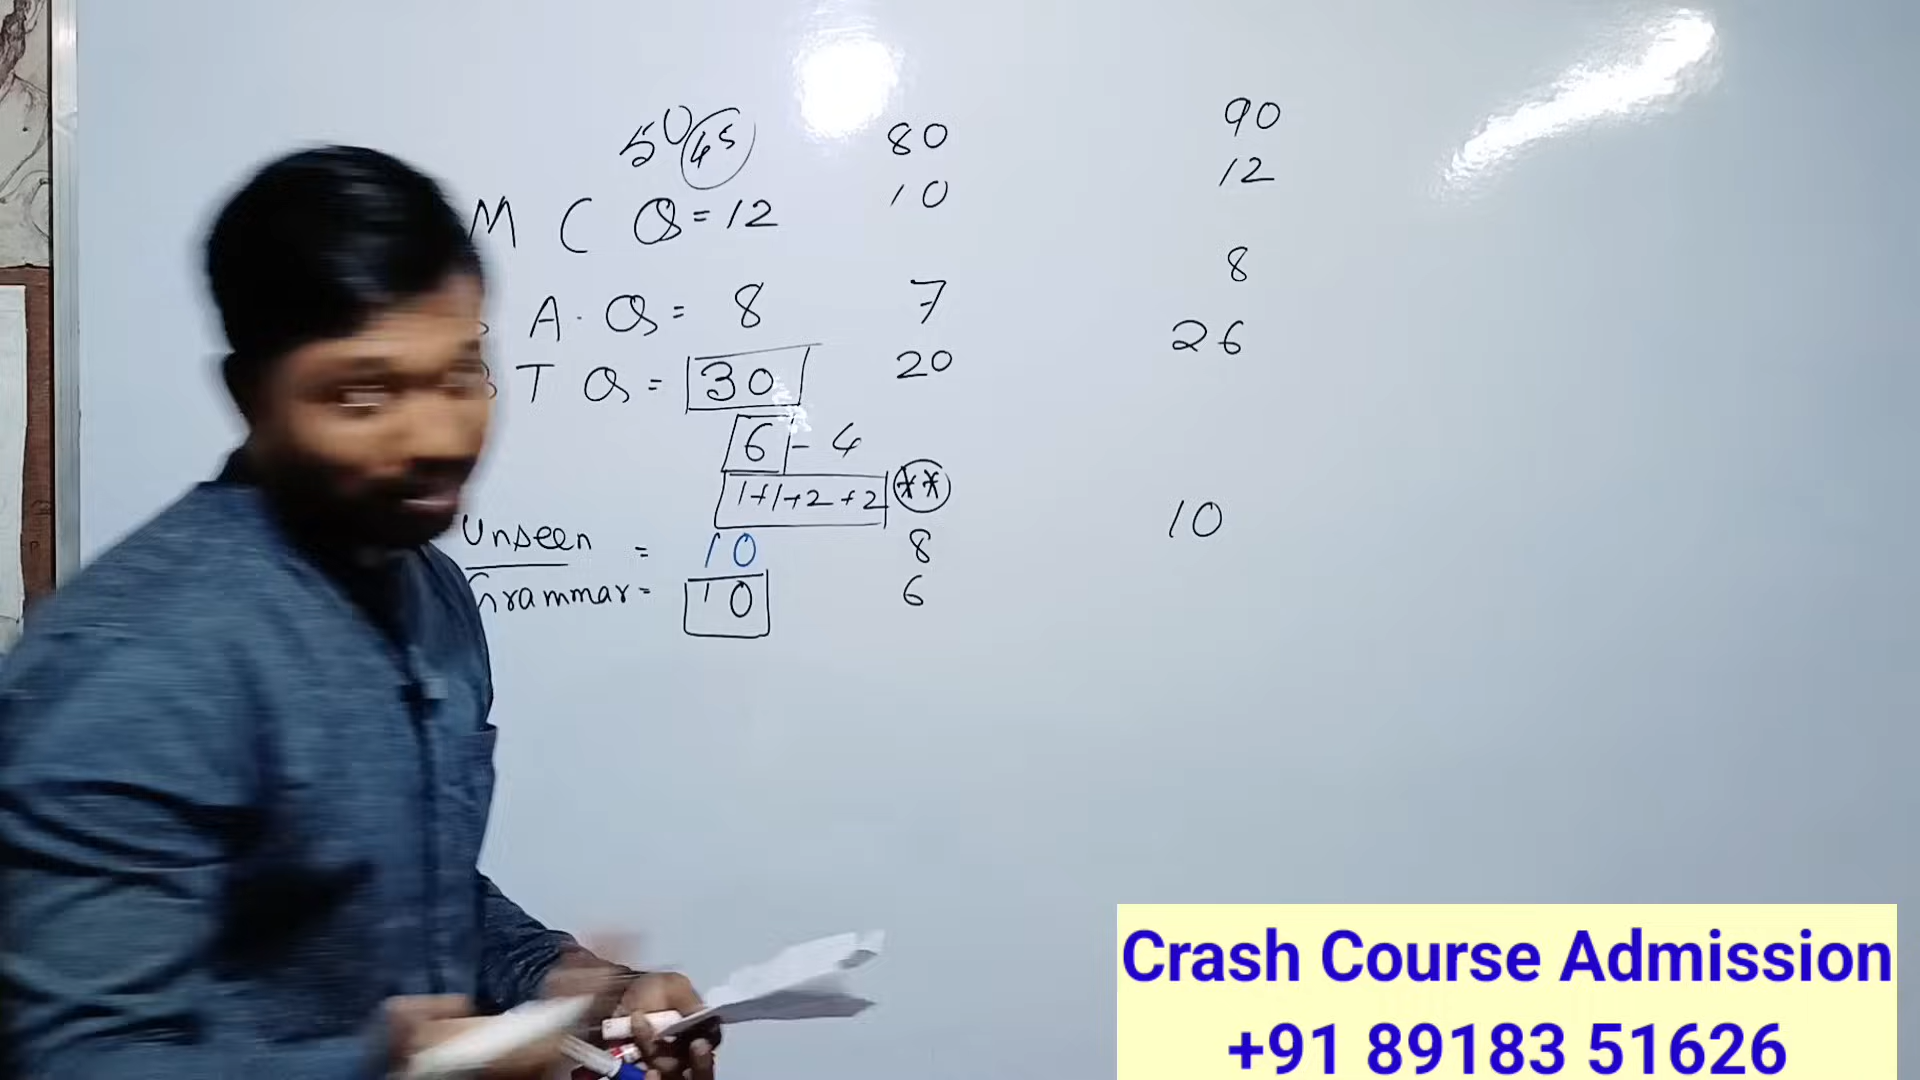 50 45 80 90
M C Q = 12 10 12
A. Q = 8 7 8
T Q = 30 20 26
6 - 4
1+1+2+2 **
Unseen = 10 8 10
Grammar = 10 6
Crash Course Admission
+91 89183 51626